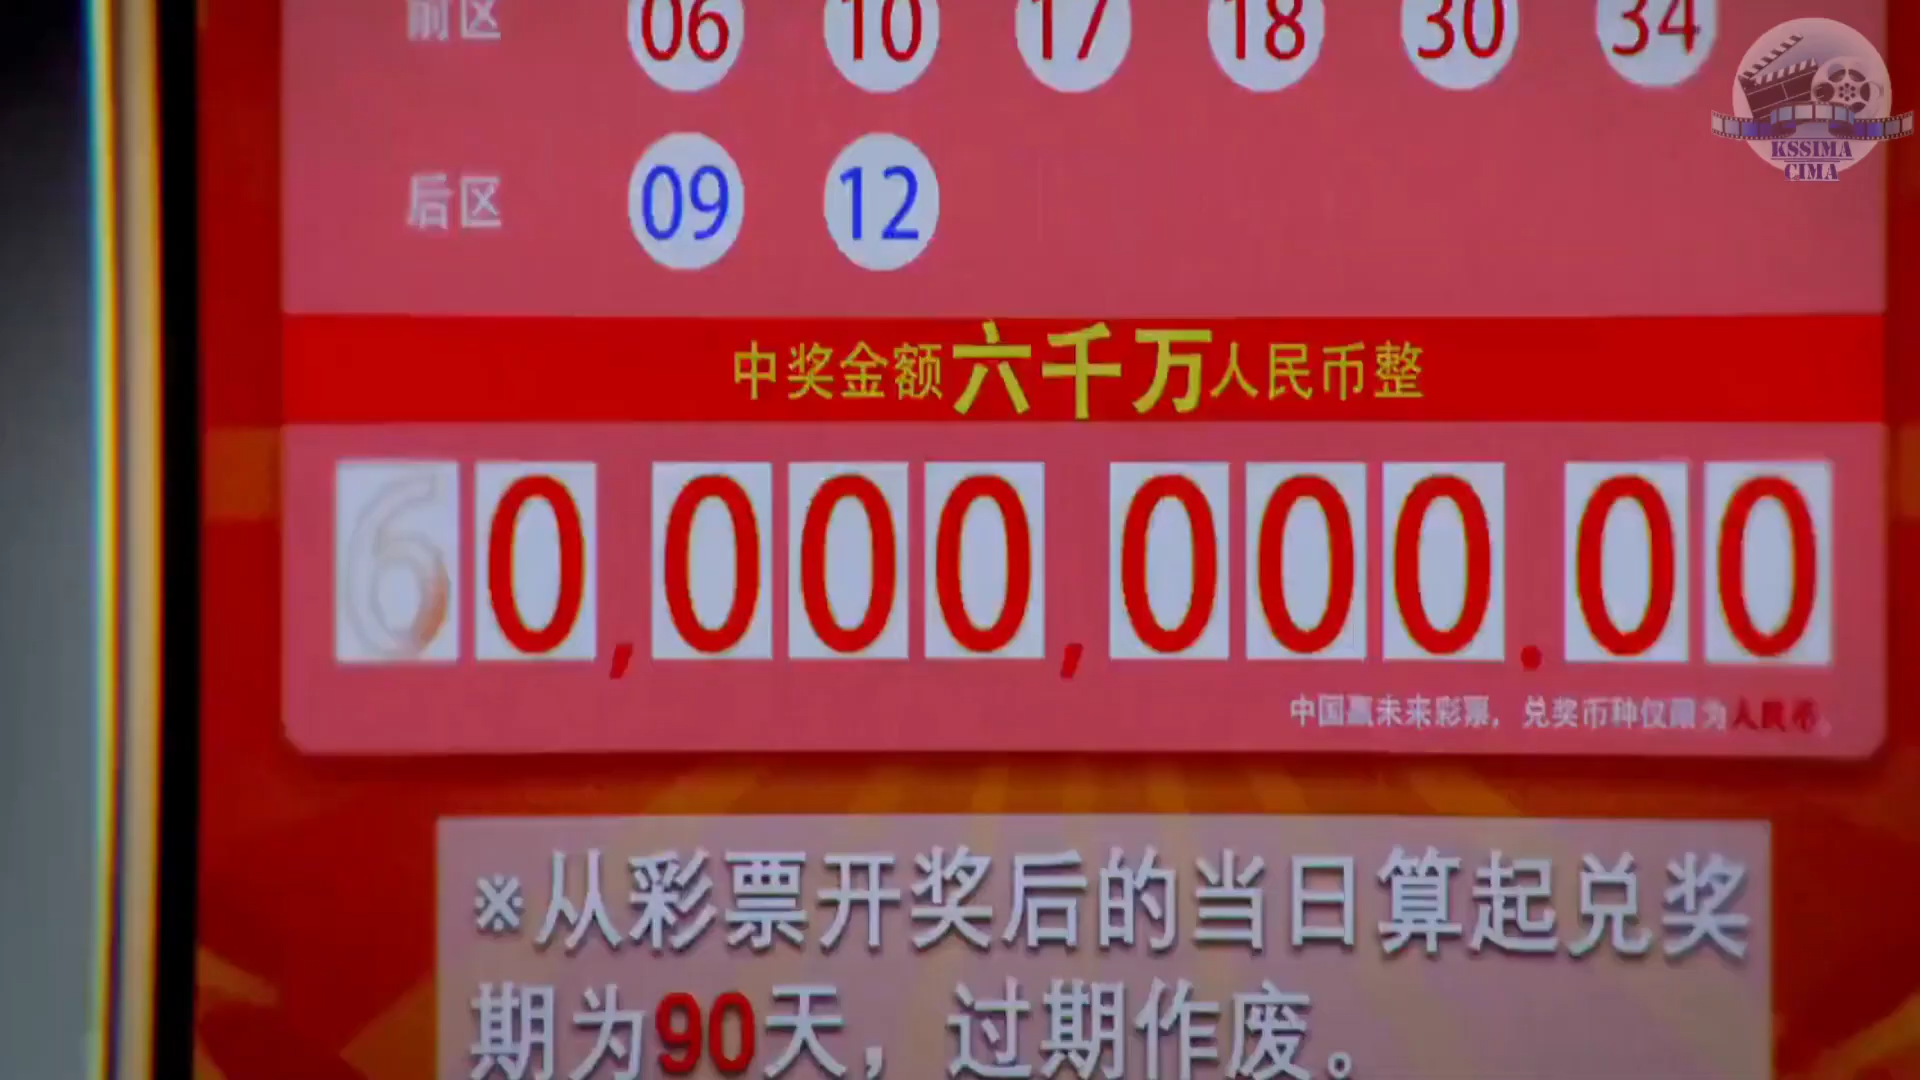 前区 06 10 17 18 30 34
KSSIMA
CIMA
后区 09 12
中奖金额六千万人民币整
60,000,000.00
中国赢未来彩票，兑奖币种仅限为人民币。
※从彩票开奖后的当日算起兑奖
期为90天，过期作废。